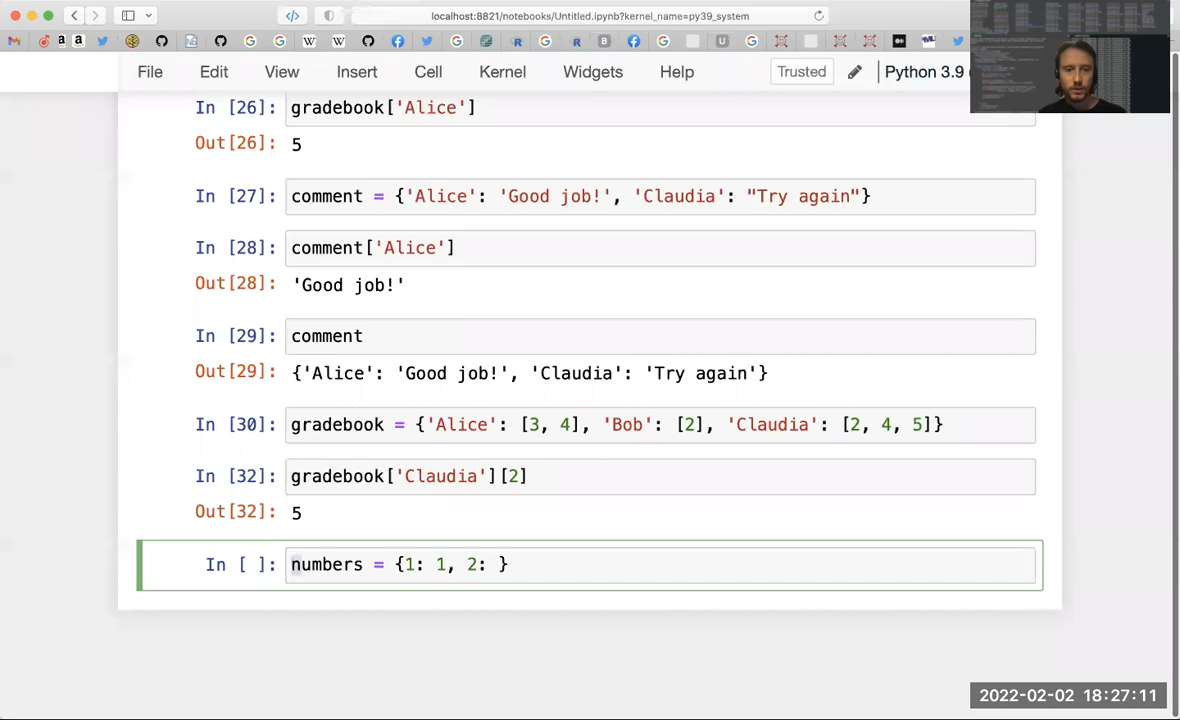 localhost:8821/notebooks/Untitled.ipynb?kernel_name=py39_system
File Edit View Insert Cell Kernel Widgets Help Trusted Python 3.9
In [26]: gradebook['Alice']
Out[26]: 5
In [27]: comment = {'Alice': 'Good job!', 'Claudia': "Try again"}
In [28]: comment['Alice']
Out[28]: 'Good job!'
In [29]: comment
Out[29]: {'Alice': 'Good job!', 'Claudia': 'Try again'}
In [30]: gradebook = {'Alice': [3, 4], 'Bob': [2], 'Claudia': [2, 4, 5]}
In [32]: gradebook['Claudia'][2]
Out[32]: 5
In [ ]: numbers = {1: 1, 2: }
2022-02-02 18:27:11